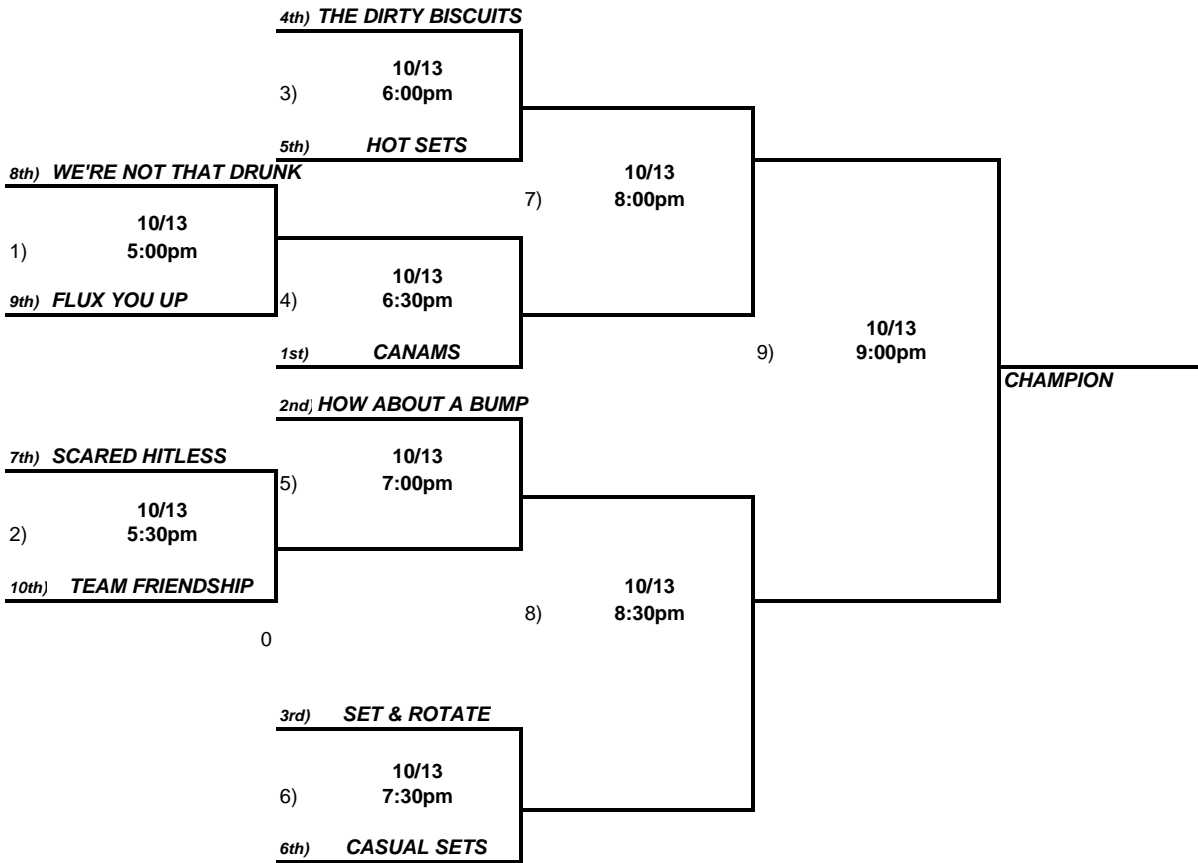 4th) THE DIRTY BISCUITS
10/13
3) 6:00pm
5th) HOT SETS
8th) WE'RE NOT THAT DRUNK
10/13
7) 8:00pm
10/13
1) 5:00pm
10/13
9th) FLUX YOU UP
4) 6:30pm
10/13
1st) CANAMS
9) 9:00pm
CHAMPION
2nd) HOW ABOUT A BUMP
7th) SCARED HITLESS
10/13
5) 7:00pm
10/13
2) 5:30pm
10th) TEAM FRIENDSHIP
10/13
8) 8:30pm
0
3rd) SET & ROTATE
10/13
6) 7:30pm
6th) CASUAL SETS